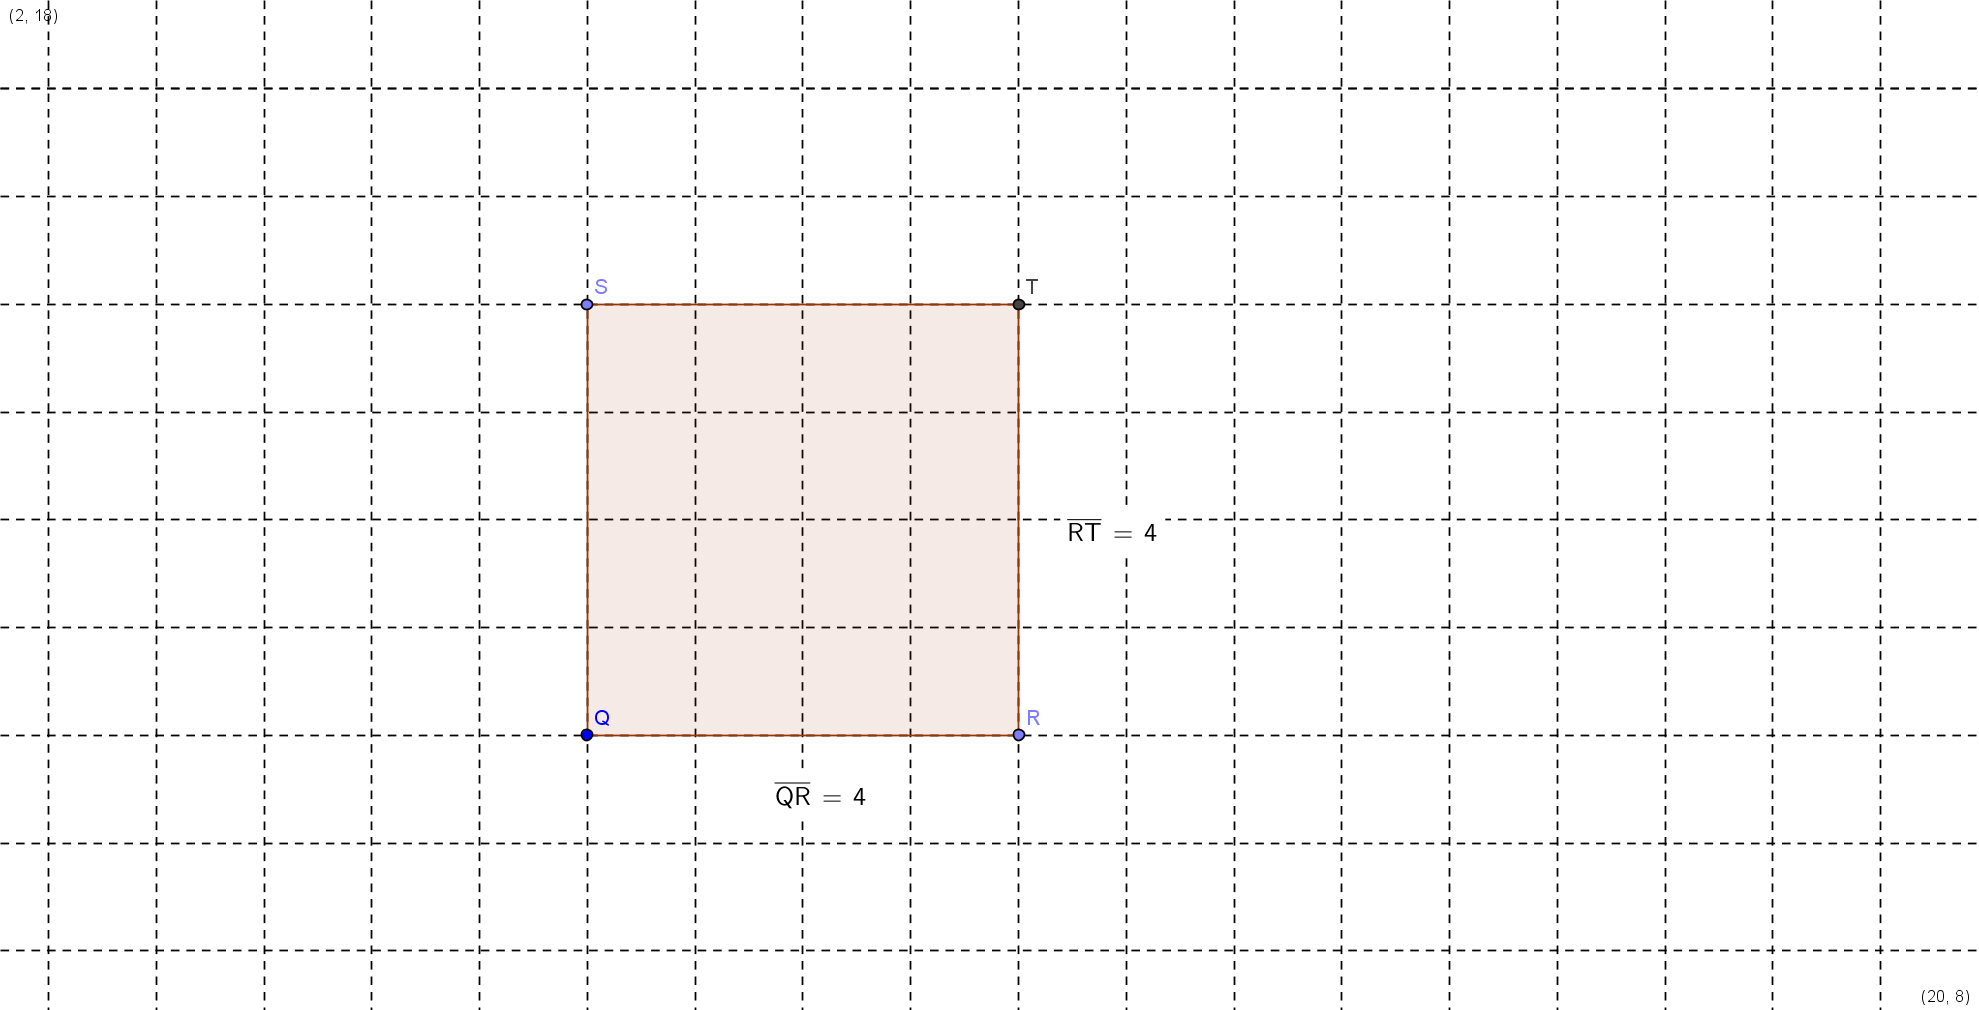 (2, 18)
S
T
RT = 4
Q
R
QR = 4
(20, 8)